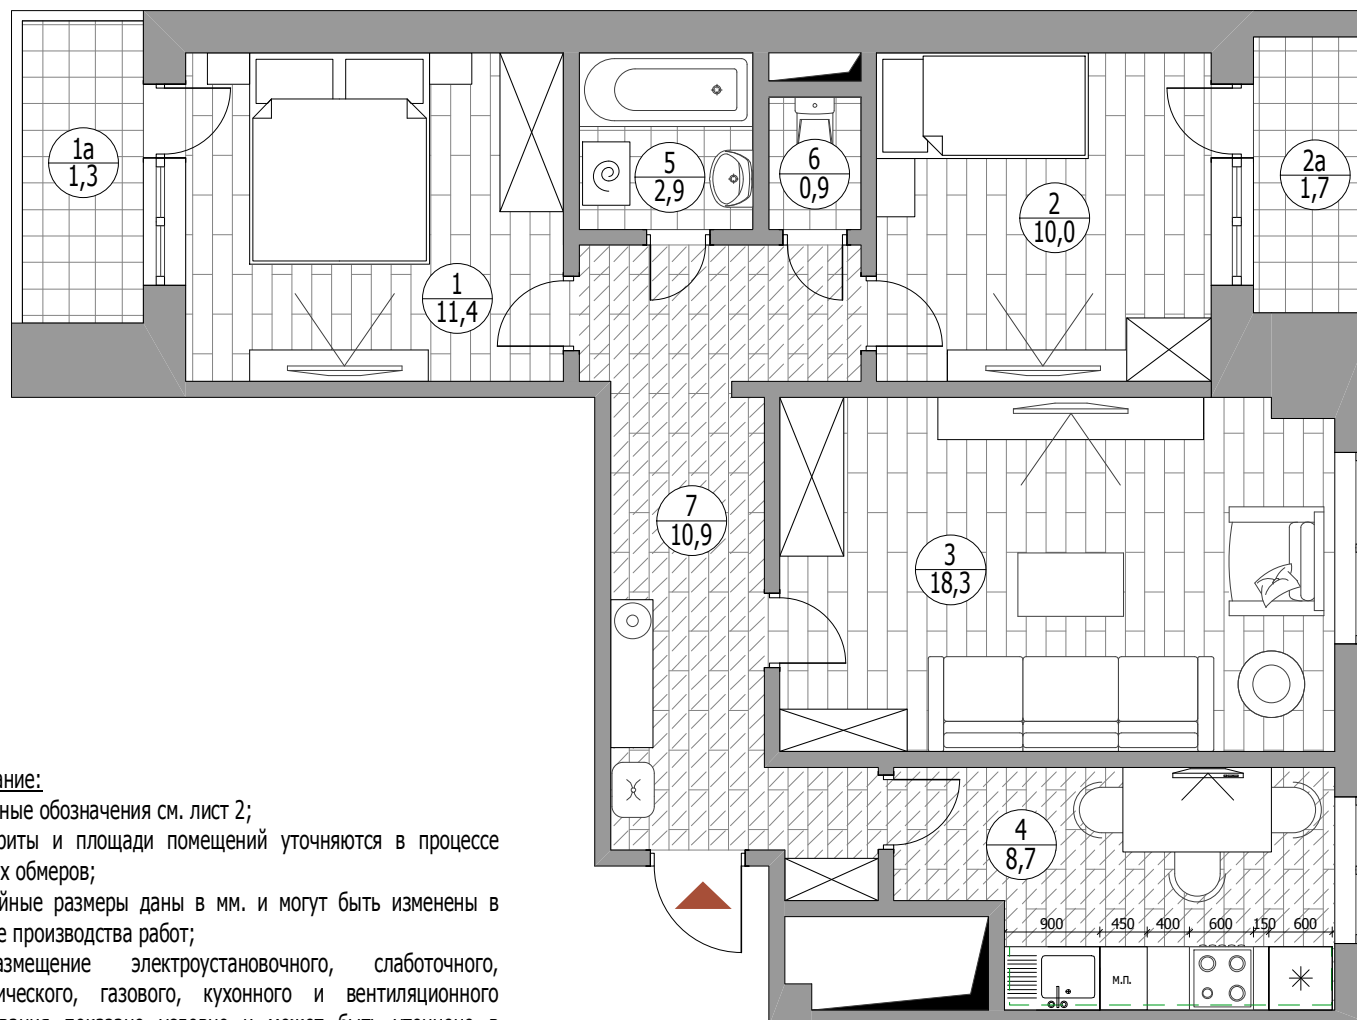 1а
1,3
5
2,9
6
0,9
2
10,0
2а
1,7
1
11,4
7
10,9
3
18,3
4
8,7
900 450 400 600 150 600
м.п.
ание:
ные обозначения см. лист 2;
риты и площади помещений уточняются в процессе
х обмеров;
йные размеры даны в мм. и могут быть изменены в
е производства работ;
азмещение электроустановочного, слаботочного,
ического, газового, кухонного и вентиляционного